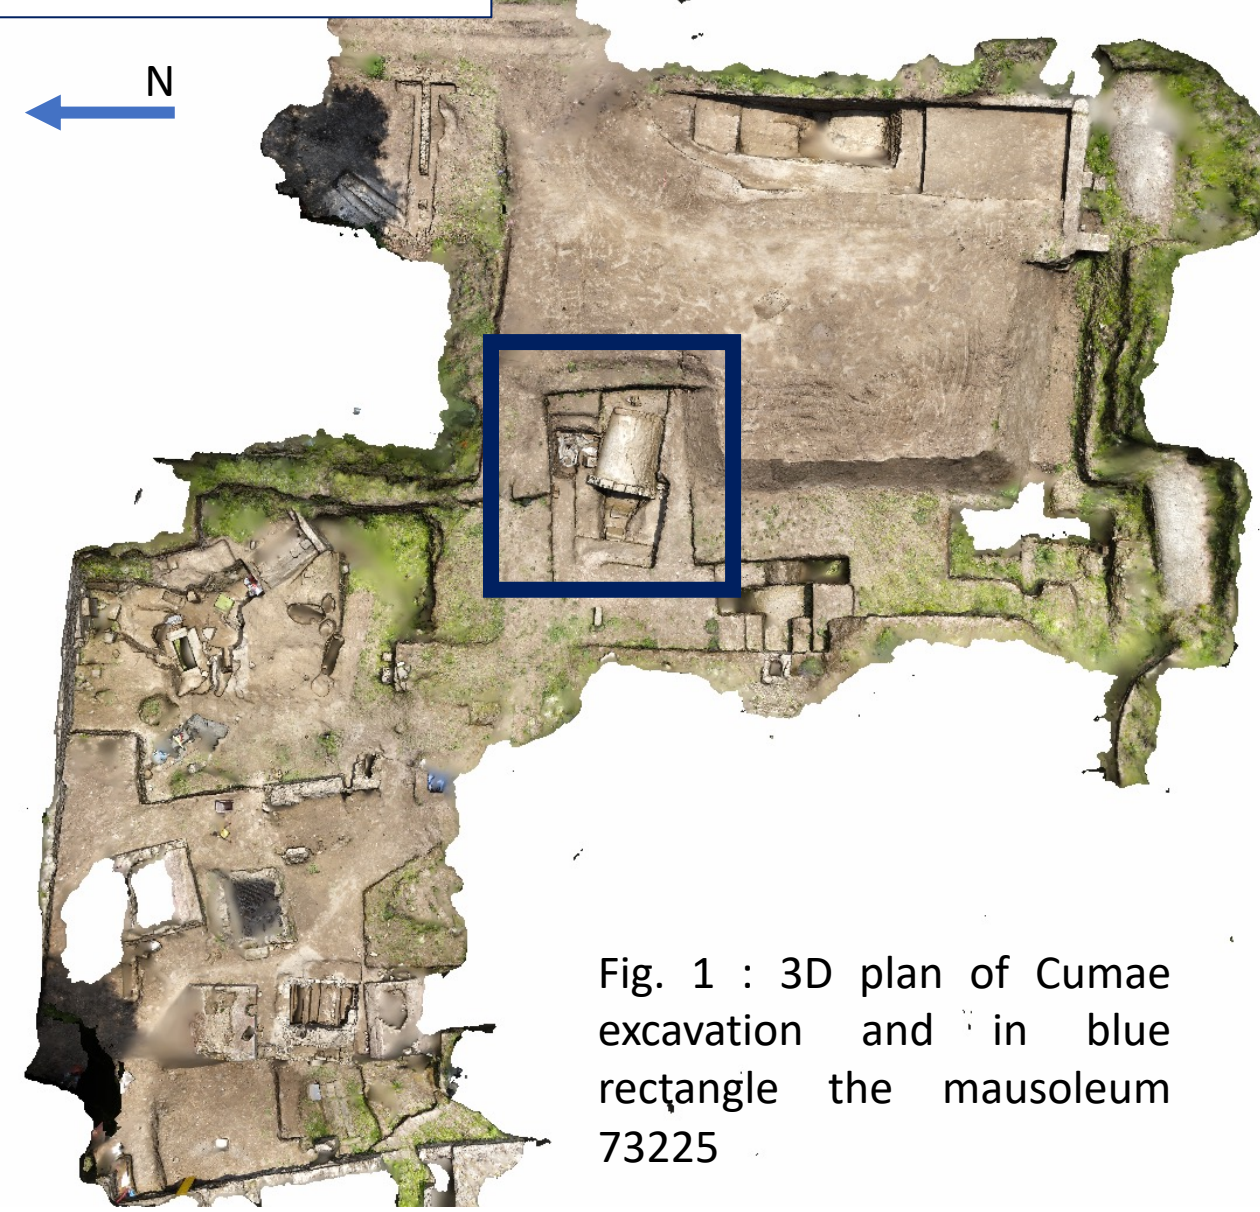 N
Fig. 1 : 3D plan of Cumae
excavation and in blue
rectangle the mausoleum
73225